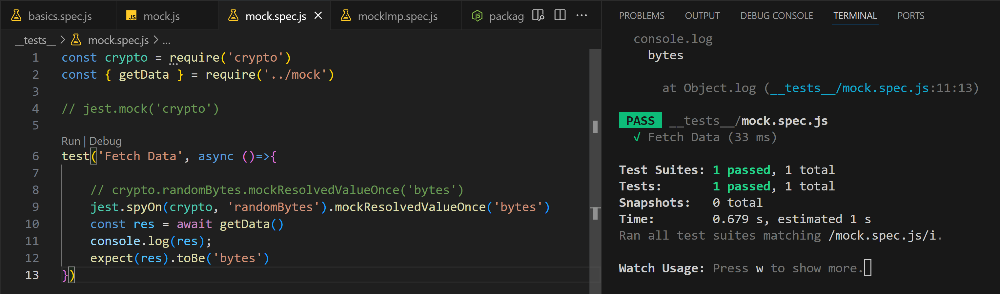 basics.spec.js
JS mock.js
mock.spec.js
mockImp.spec.js
packag
__tests__ > mock.spec.js > ...
1 const crypto = require('crypto')
2 const { getData } = require('../mock')
3
4 // jest.mock('crypto')
5
Run | Debug
6 test('Fetch Data', async ()=>{
7
8 // crypto.randomBytes.mockResolvedValueOnce('bytes')
9 jest.spyOn(crypto, 'randomBytes').mockResolvedValueOnce('bytes')
10 const res = await getData()
11 console.log(res);
12 expect(res).toBe('bytes')
13 })
PROBLEMS OUTPUT DEBUG CONSOLE TERMINAL PORTS
console.log
bytes
at Object.log (__tests__/mock.spec.js:11:13)
PASS __tests__/mock.spec.js
√ Fetch Data (33 ms)
Test Suites: 1 passed, 1 total
Tests: 1 passed, 1 total
Snapshots: 0 total
Time: 0.679 s, estimated 1 s
Ran all test suites matching /mock.spec.js/i.
Watch Usage: Press w to show more.